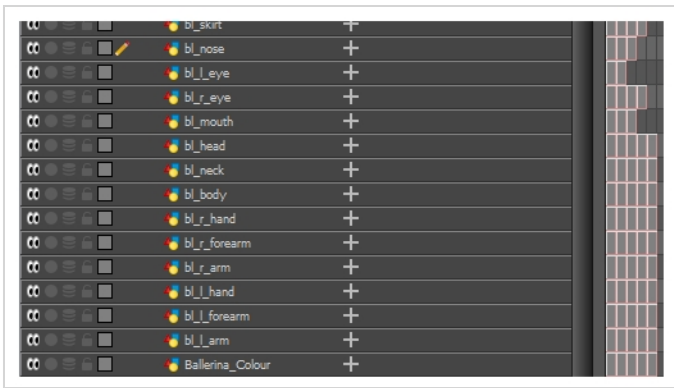 bl_skirt
bl_nose
bl_l_eye
bl_r_eye
bl_mouth
bl_head
bl_neck
bl_body
bl_r_hand
bl_r_forearm
bl_r_arm
bl_l_hand
bl_l_forearm
bl_l_arm
Ballerina_Colour